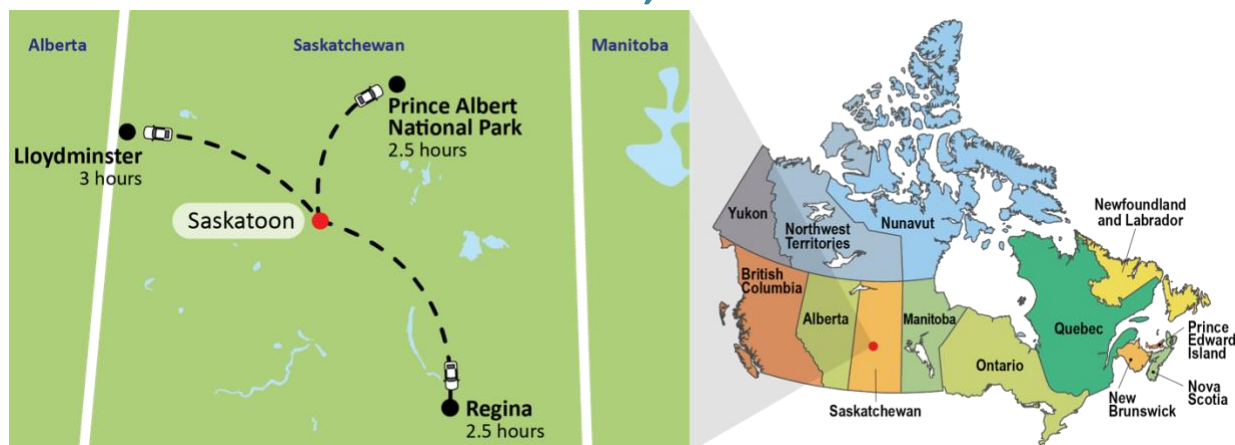 Alberta
Saskatchewan
Manitoba
Prince Albert
National Park
2.5 hours
Lloydminster
3 hours
Saskatoon
Regina
2.5 hours
Yukon
Northwest
Territories
Nunavut
British
Columbia
Alberta
Manitoba
Saskatchewan
Ontario
Quebec
Newfoundland
and Labrador
Prince
Edward
Island
Nova
Scotia
New
Brunswick